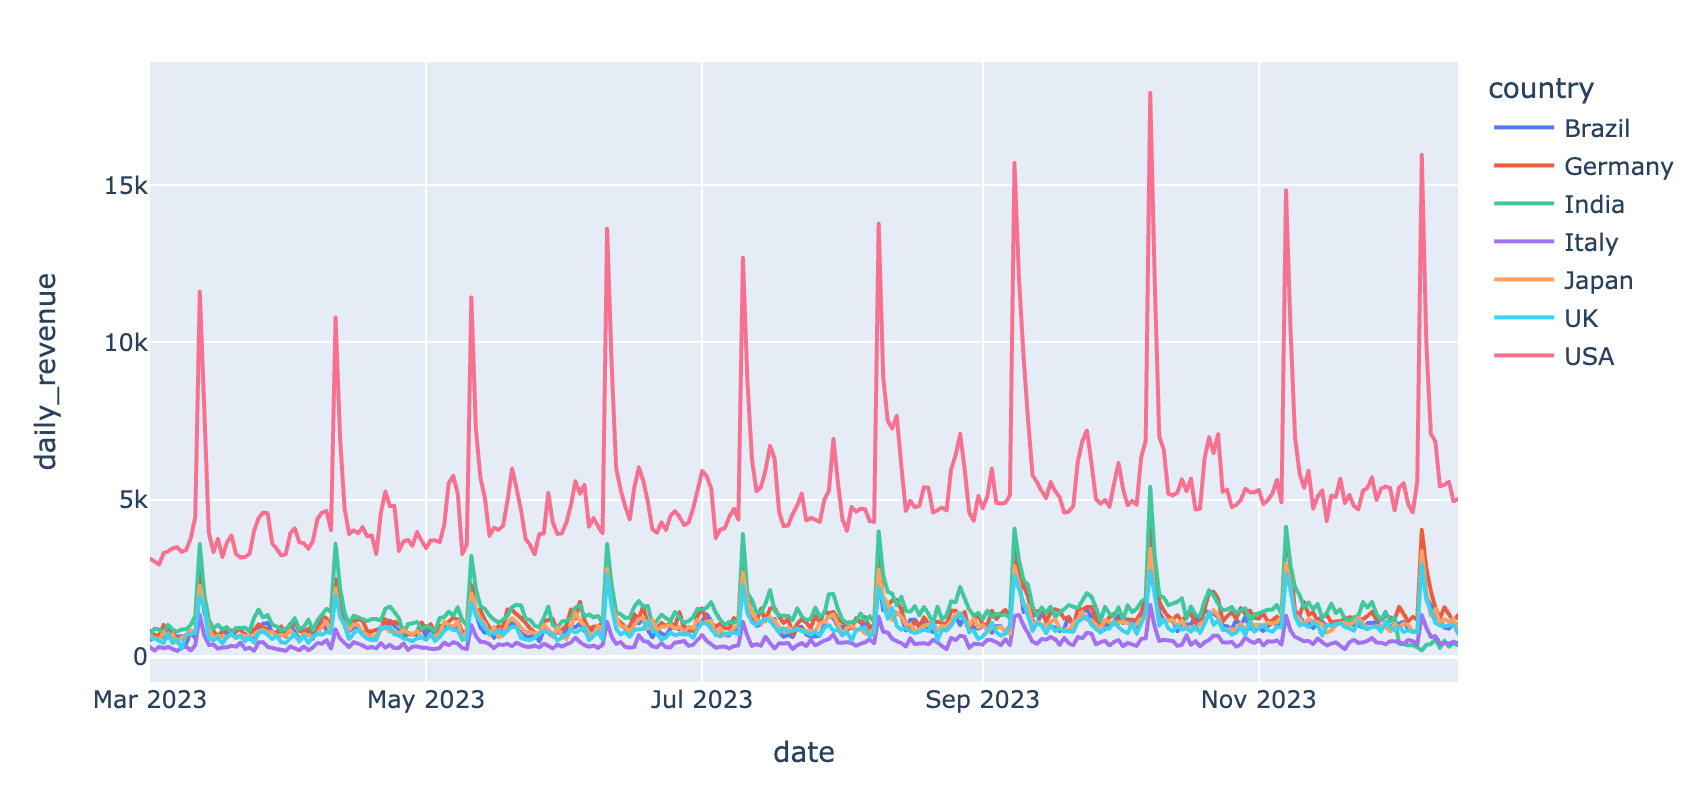 country
Brazil
Germany
India
Italy
Japan
UK
USA
daily_revenue
15k
10k
5k
0
Mar 2023
May 2023
Jul 2023
Sep 2023
Nov 2023
date